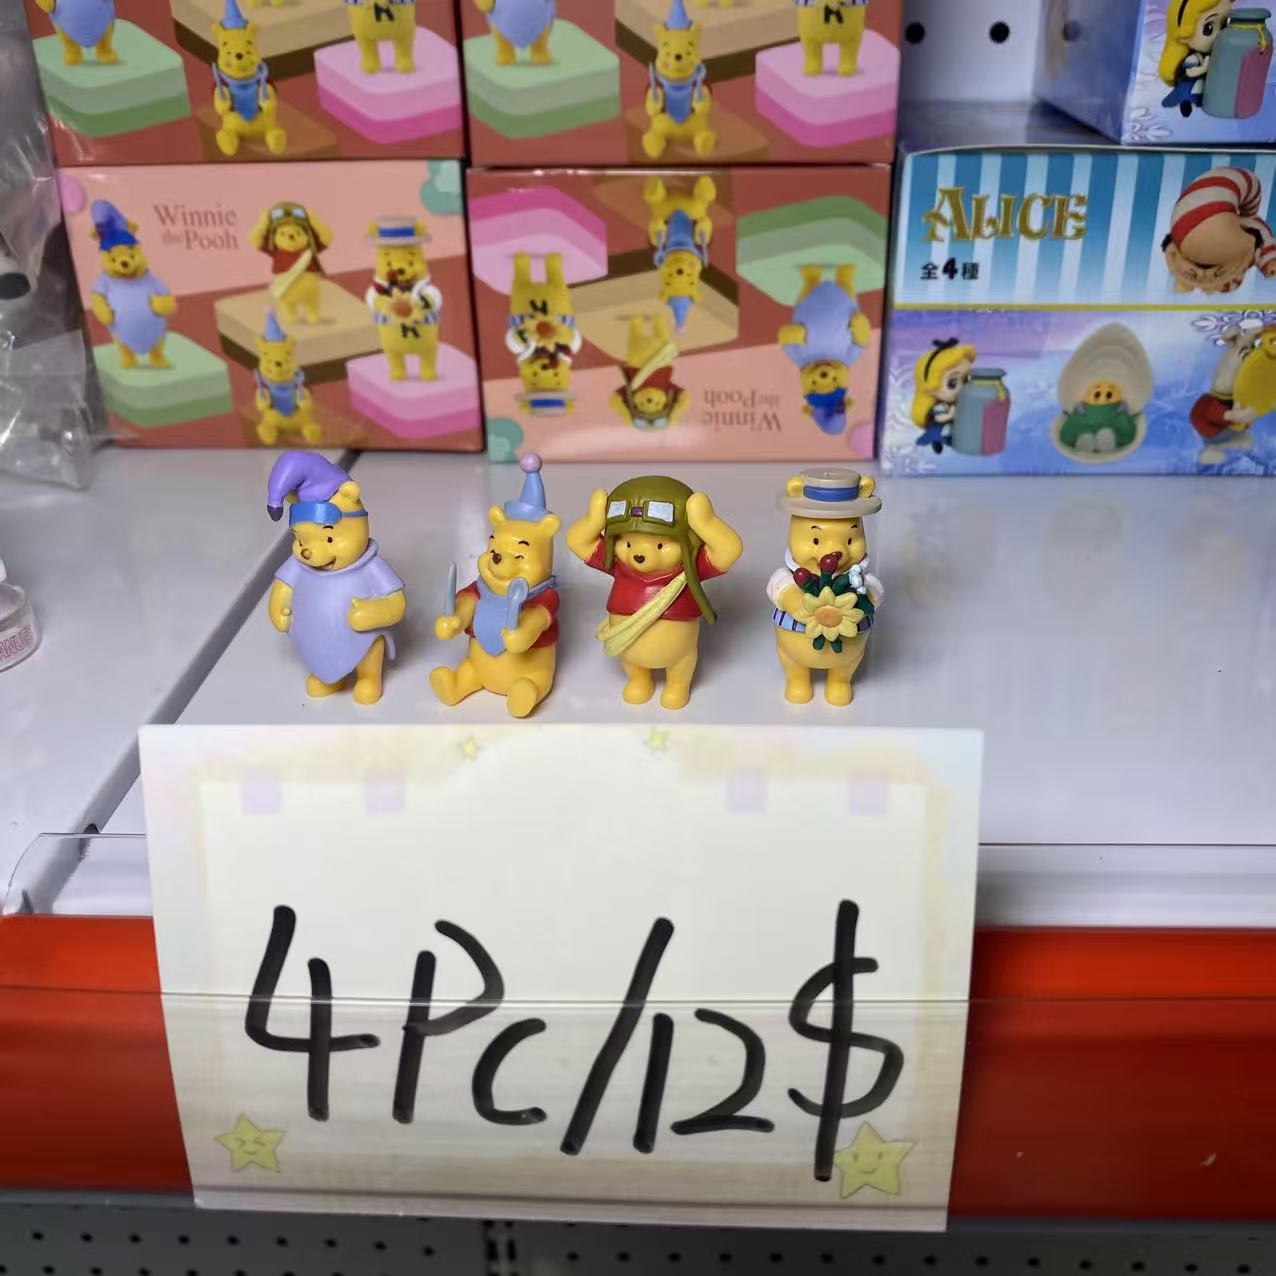 Winnie
the Pooh
Winnie
the Pooh
ALICE
全4種
4Pc/12$